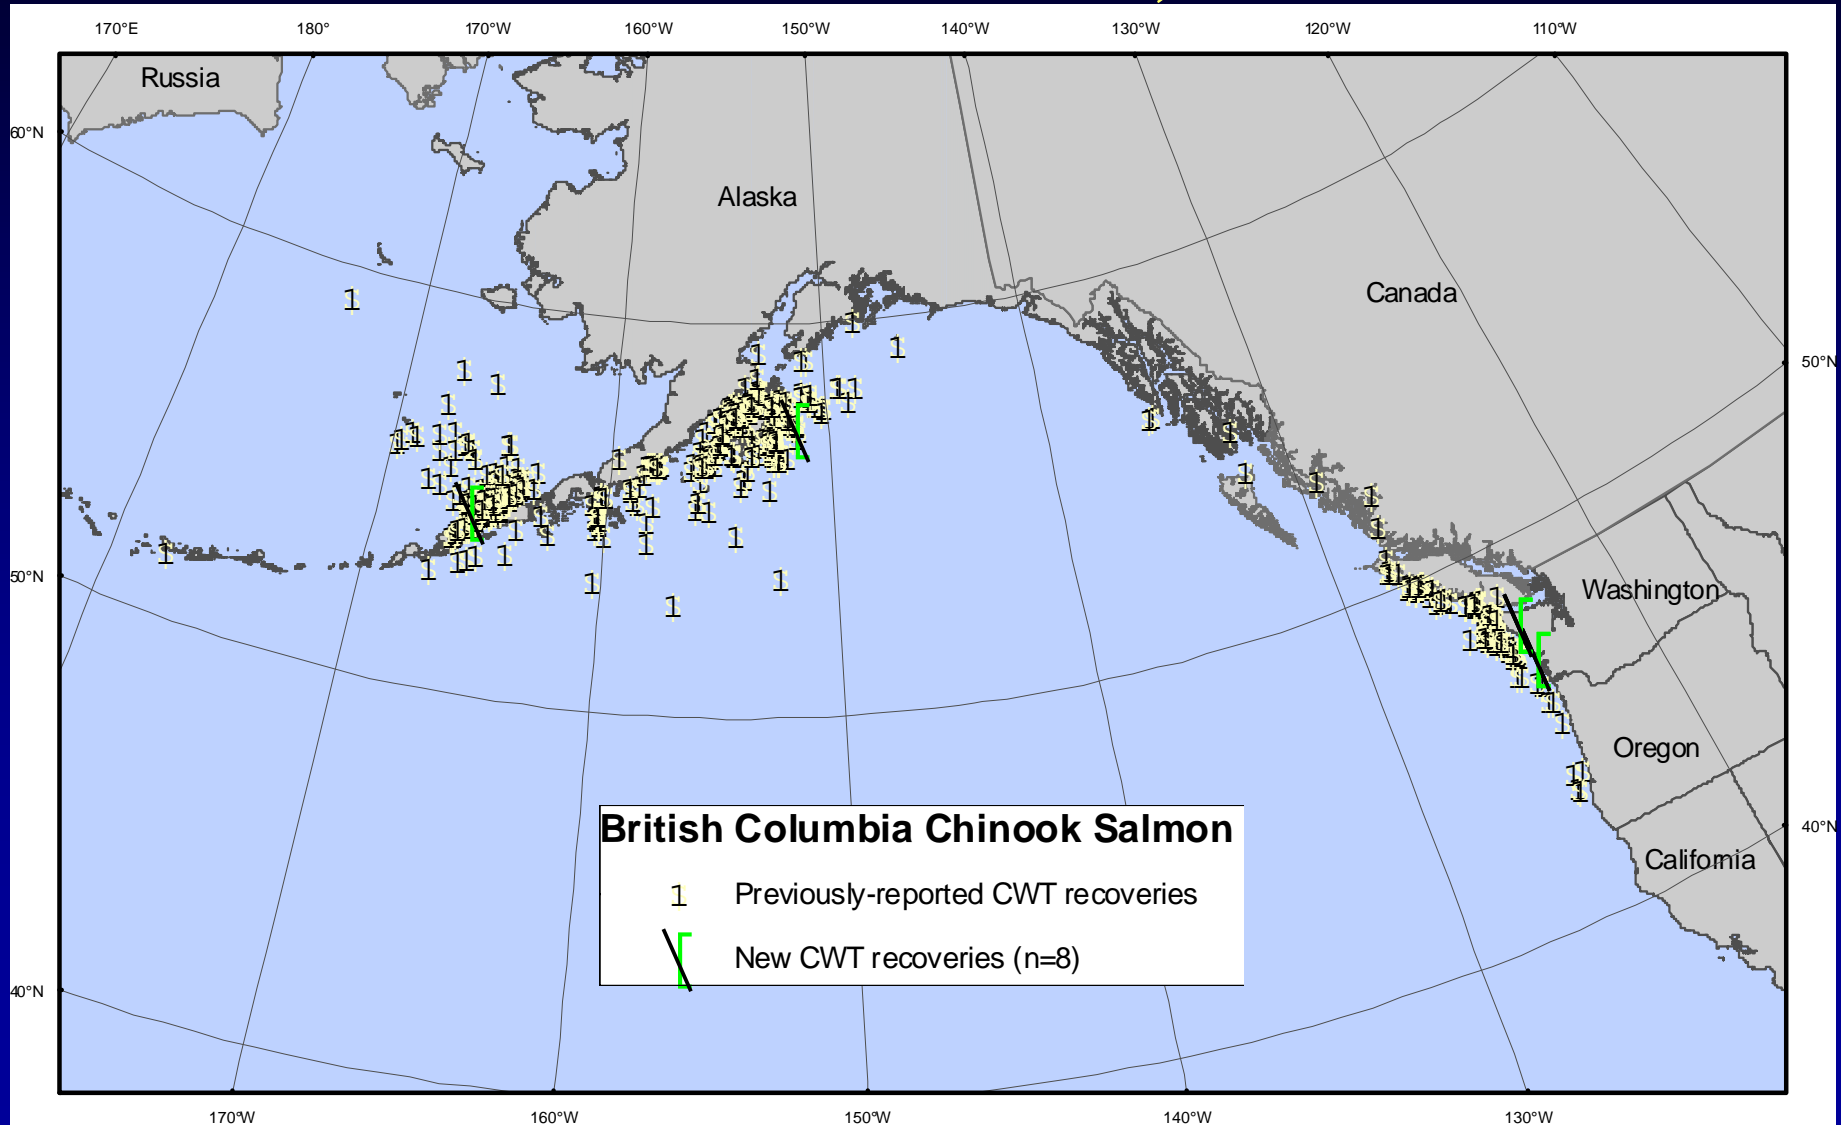 170°E 180° 170°W 160°W 150°W 140°W 130°W 120°W 110°W
Russia
60°N
Alaska
Canada
50°N
50°N
Washington
Oregon
40°N
California
British Columbia Chinook Salmon
1 Previously-reported CWT recoveries
New CWT recoveries (n=8)
40°N
170°W 160°W 150°W 140°W 130°W